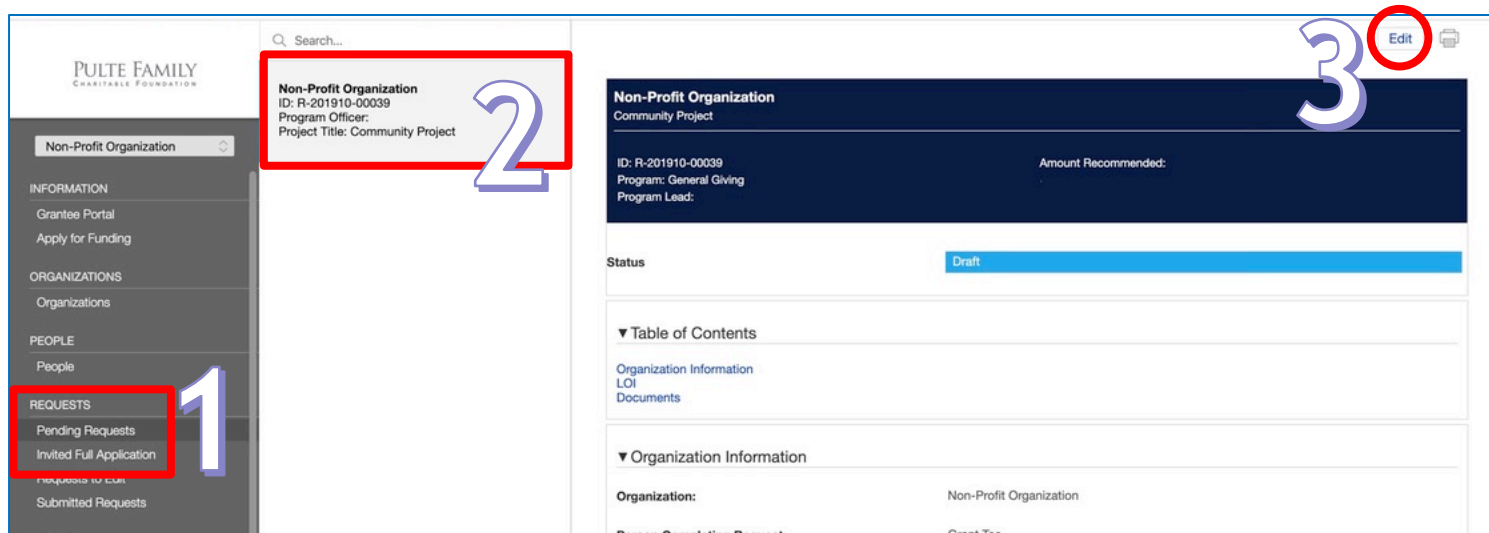 PULTE FAMILY
CHARITABLE FOUNDATION
Non-Profit Organization
INFORMATION
Grantee Portal
Apply for Funding
ORGANIZATIONS
Organizations
PEOPLE
People
REQUESTS
Pending Requests
Invited Full Application
Requests to Edit
Submitted Requests
1
Search...
Non-Profit Organization
ID: R-201910-00039
Program Officer:
Project Title: Community Project
2
Edit
3
Non-Profit Organization
Community Project
ID: R-201910-00039
Amount Recommended:
Program: General Giving
Program Lead:
Status
Draft
▼Table of Contents
Organization Information
LOI
Documents
▼Organization Information
Organization:
Non-Profit Organization